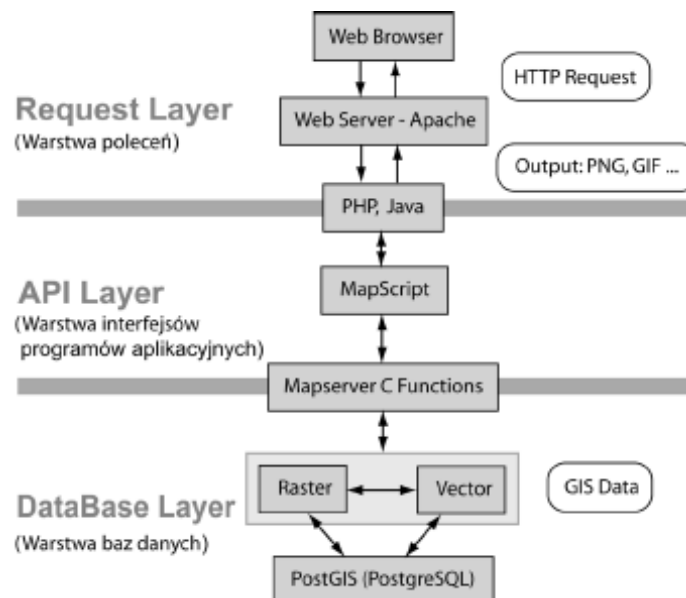 Web Browser
HTTP Request
Request Layer
(Warstwa poleceń)
Web Server - Apache
Output: PNG, GIF ...
PHP, Java
API Layer
(Warstwa interfejsów
programów aplikacyjnych)
MapScript
Mapserver C Functions
DataBase Layer
(Warstwa baz danych)
Raster
Vector
GIS Data
PostGIS (PostgreSQL)